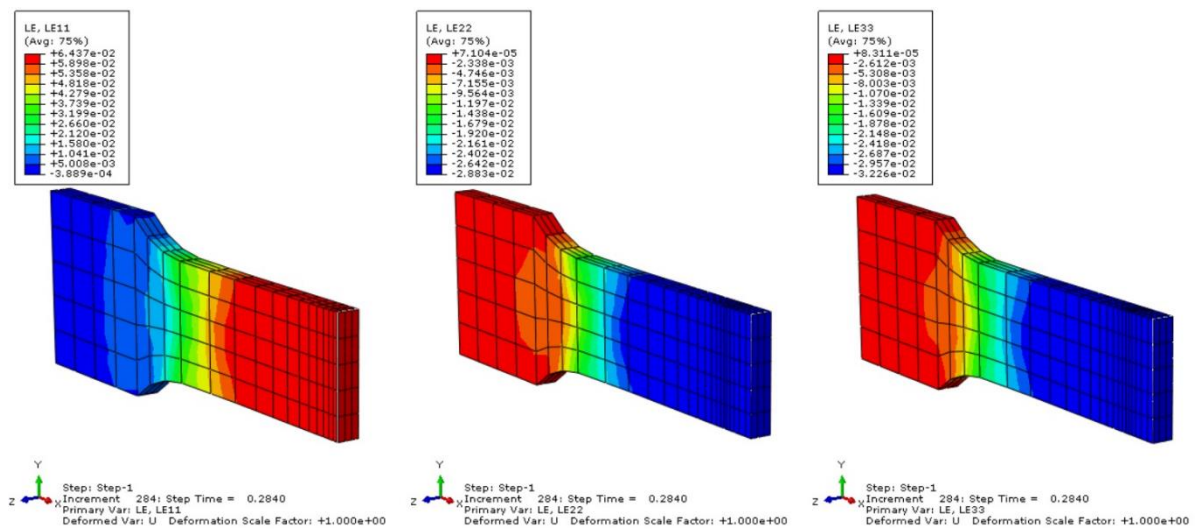 LE, LE11
(Avg: 75%)
+6.437e-02
+5.898e-02
+5.358e-02
+4.818e-02
+4.279e-02
+3.739e-02
+3.199e-02
+2.660e-02
+2.120e-02
+1.580e-02
+1.041e-02
+5.008e-03
-3.889e-04
Y
Z
X
Step: Step-1
Increment 284: Step Time = 0.2840
Primary Var: LE, LE11
Deformed Var: U Deformation Scale Factor: +1.000e+00
LE, LE22
(Avg: 75%)
+7.104e-05
-2.338e-03
-4.746e-03
-7.155e-03
-9.564e-03
-1.197e-02
-1.438e-02
-1.679e-02
-1.920e-02
-2.161e-02
-2.402e-02
-2.642e-02
-2.883e-02
Y
Z
X
Step: Step-1
Increment 284: Step Time = 0.2840
Primary Var: LE, LE22
Deformed Var: U Deformation Scale Factor: +1.000e+00
LE, LE33
(Avg: 75%)
+8.311e-05
-2.612e-03
-5.308e-03
-8.003e-03
-1.070e-02
-1.339e-02
-1.609e-02
-1.878e-02
-2.148e-02
-2.418e-02
-2.687e-02
-2.957e-02
-3.226e-02
Y
Z
X
Step: Step-1
Increment 284: Step Time = 0.2840
Primary Var: LE, LE33
Deformed Var: U Deformation Scale Factor: +1.000e+00